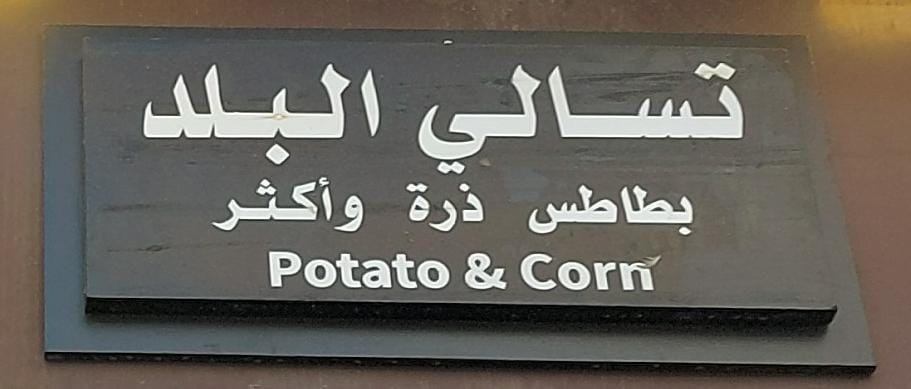 تسالي البلد
بطاطس ذرة وأكثر
Potato & Corn